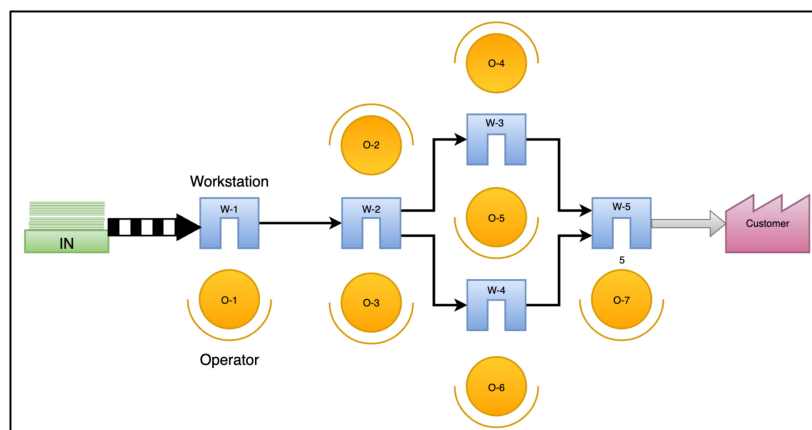 O-4
W-3
O-2
Workstation
W-1
W-2
O-5
W-5
Customer
IN
5
W-4
O-1
O-3
O-7
Operator
O-6